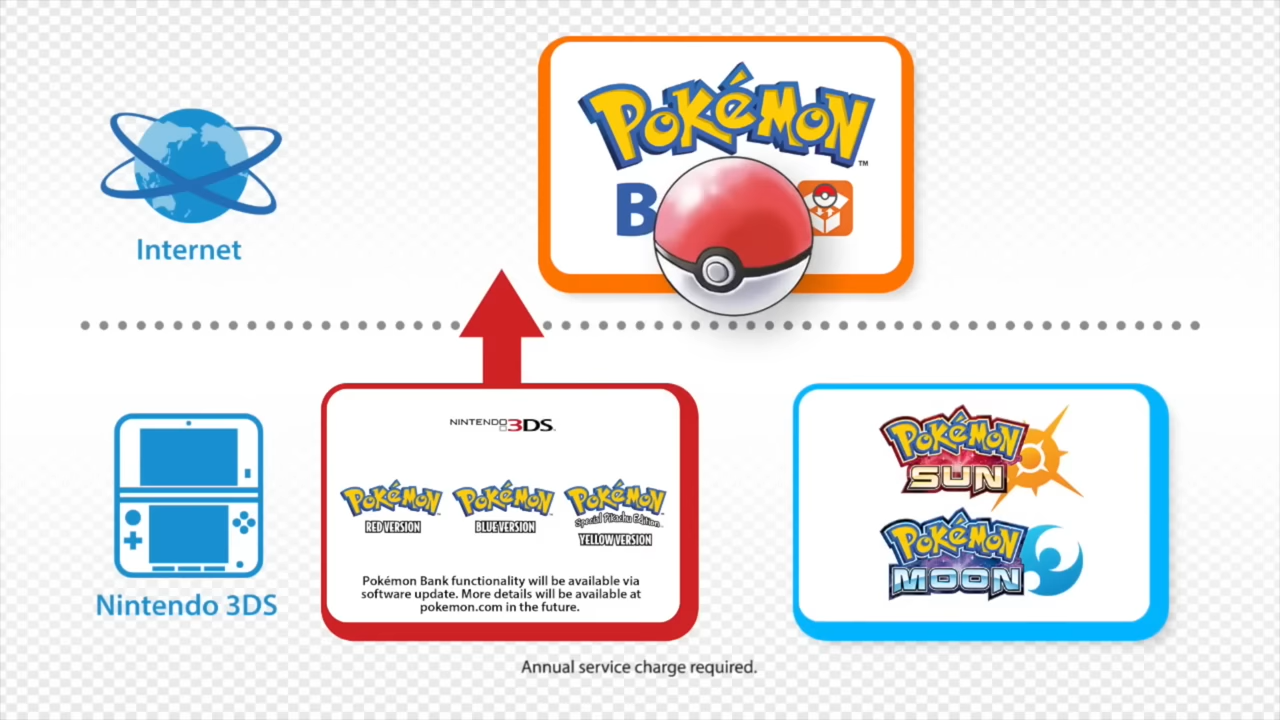 POKéMON™
B
Internet
NINTENDO 3DS.
POKéMON
RED VERSION
POKéMON
BLUE VERSION
POKéMON
Special Pikachu Edition
YELLOW VERSION
Pokémon Bank functionality will be available via
software update. More details will be available at
pokemon.com in the future.
Nintendo 3DS
POKéMON
SUN
POKéMON
MOON
Annual service charge required.